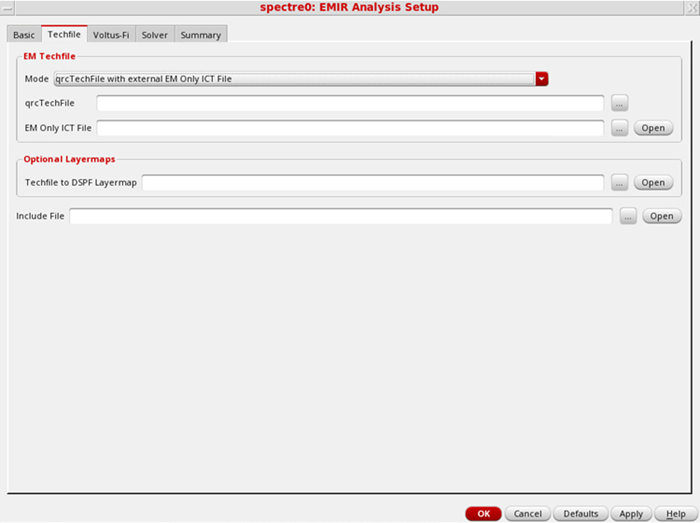 spectre0: EMIR Analysis Setup
Basic Techfile Voltus-Fi Solver Summary
EM Techfile
Mode qrcTechFile with external EM Only ICT File
qrcTechFile ...
EM Only ICT File ... Open
Optional Layermaps
Techfile to DSPF Layermap ... Open
Include File ... Open
OK Cancel Defaults Apply Help